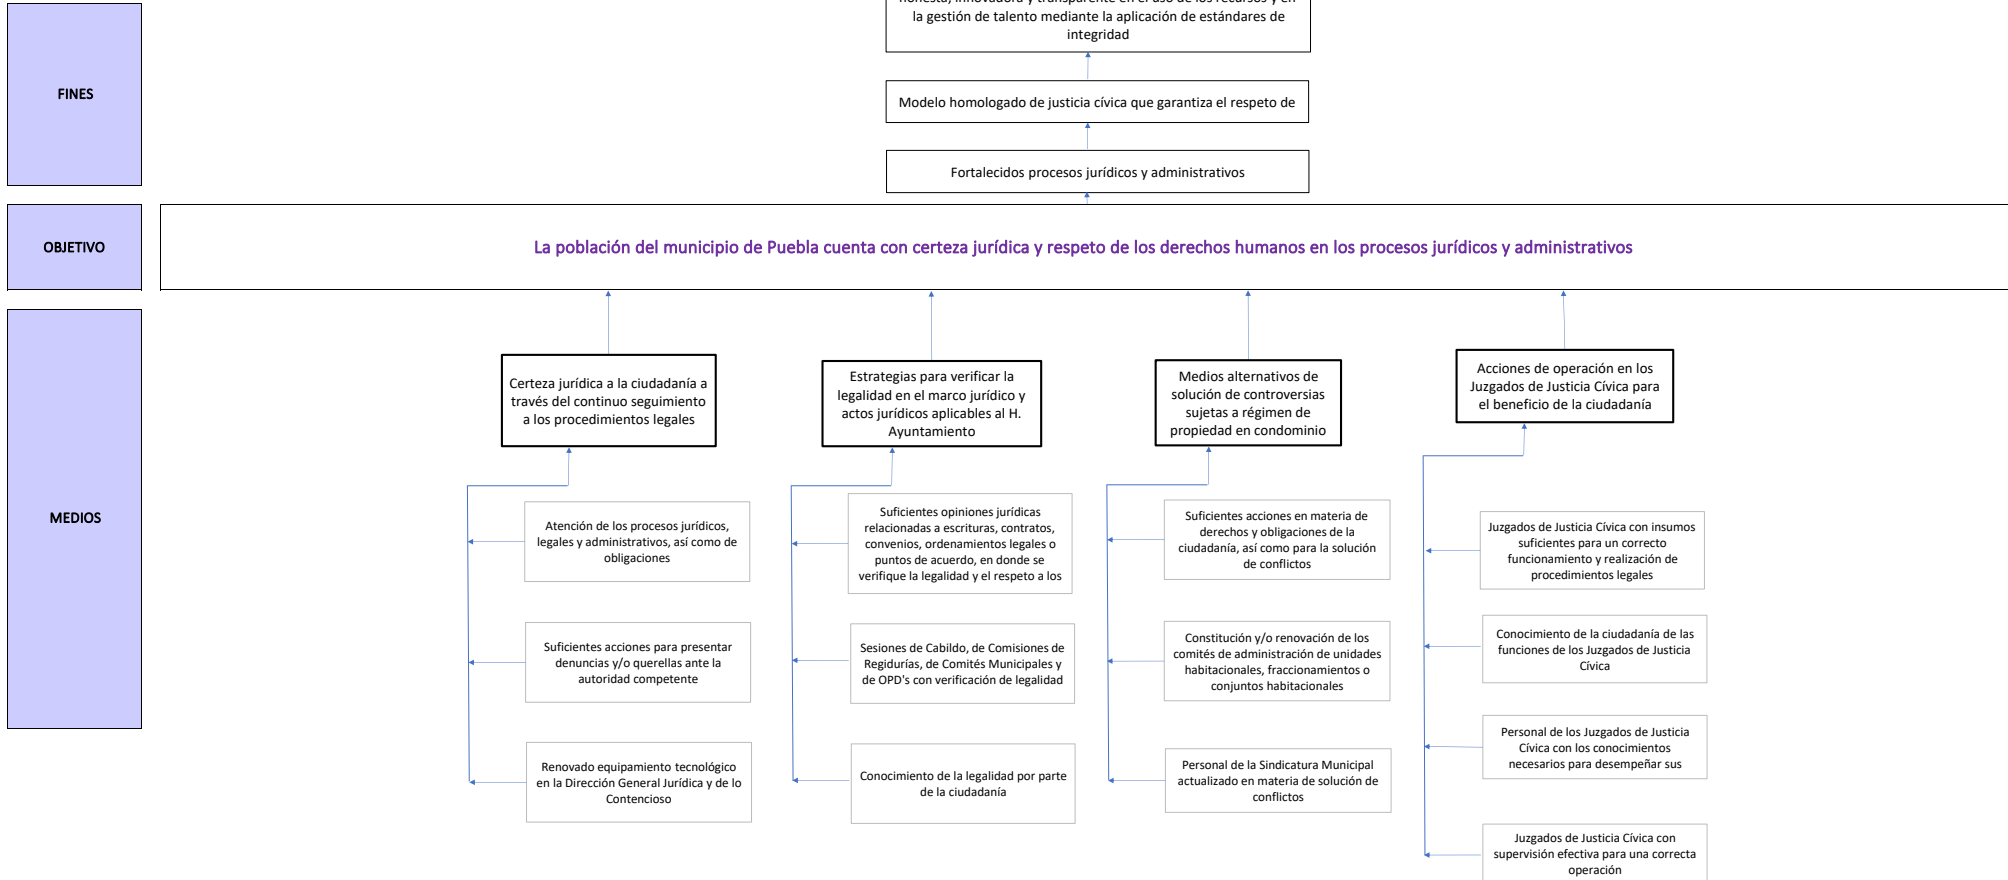 honesta, innovadora y transparente en el uso de los recursos y en
la gestión de talento mediante la aplicación de estándares de
integridad
FINES
Modelo homologado de justicia cívica que garantiza el respeto de
Fortalecidos procesos jurídicos y administrativos
OBJETIVO
La población del municipio de Puebla cuenta con certeza jurídica y respeto de los derechos humanos en los procesos jurídicos y administrativos
MEDIOS
Certeza jurídica a la ciudadanía a
través del continuo seguimiento
a los procedimientos legales
Atención de los procesos jurídicos,
legales y administrativos, así como de
obligaciones
Suficientes acciones para presentar
denuncias y/o querellas ante la
autoridad competente
Renovado equipamiento tecnológico
en la Dirección General Jurídica y de lo
Contencioso
Estrategias para verificar la
legalidad en el marco jurídico y
actos jurídicos aplicables al H.
Ayuntamiento
Suficientes opiniones jurídicas
relacionadas a escrituras, contratos,
convenios, ordenamientos legales o
puntos de acuerdo, en donde se
verifique la legalidad y el respeto a los
Sesiones de Cabildo, de Comisiones de
Regidurías, de Comités Municipales y
de OPD's con verificación de legalidad
Conocimiento de la legalidad por parte
de la ciudadanía
Medios alternativos de
solución de controversias
sujetas a régimen de
propiedad en condominio
Suficientes acciones en materia de
derechos y obligaciones de la
ciudadanía, así como para la solución
de conflictos
Constitución y/o renovación de los
comités de administración de unidades
habitacionales, fraccionamientos o
conjuntos habitacionales
Personal de la Sindicatura Municipal
actualizado en materia de solución de
conflictos
Acciones de operación en los
Juzgados de Justicia Cívica para
el beneficio de la ciudadanía
Juzgados de Justicia Cívica con insumos
suficientes para un correcto
funcionamiento y realización de
procedimientos legales
Conocimiento de la ciudadanía de las
funciones de los Juzgados de Justicia
Cívica
Personal de los Juzgados de Justicia
Cívica con los conocimientos
necesarios para desempeñar sus
Juzgados de Justicia Cívica con
supervisión efectiva para una correcta
operación